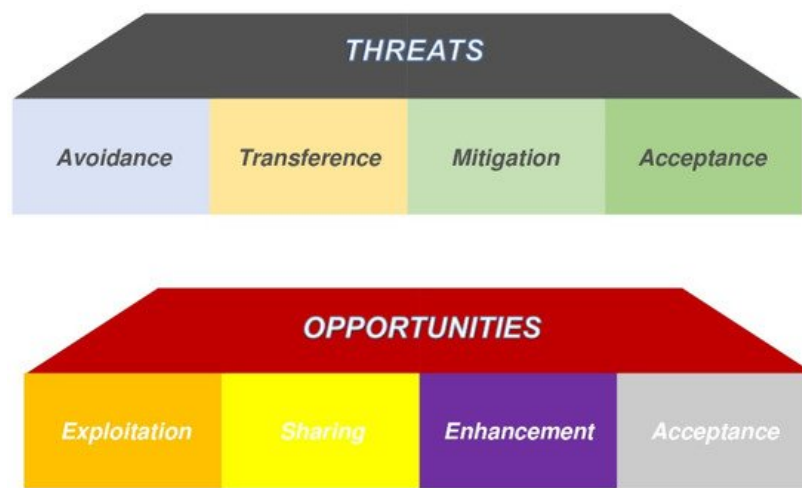 THREATS
Avoidance Transference Mitigation Acceptance
OPPORTUNITIES
Exploitation Sharing Enhancement Acceptance